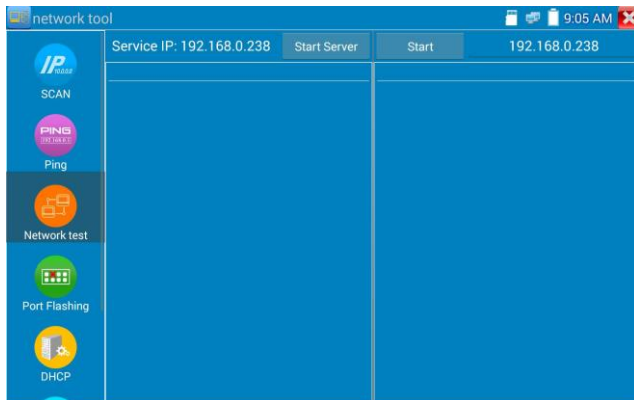 network tool
9:05 AM
Service IP: 192.168.0.238
Start Server
Start
192.168.0.238
IP
SCAN
PING
Ping
Network test
Port Flashing
DHCP